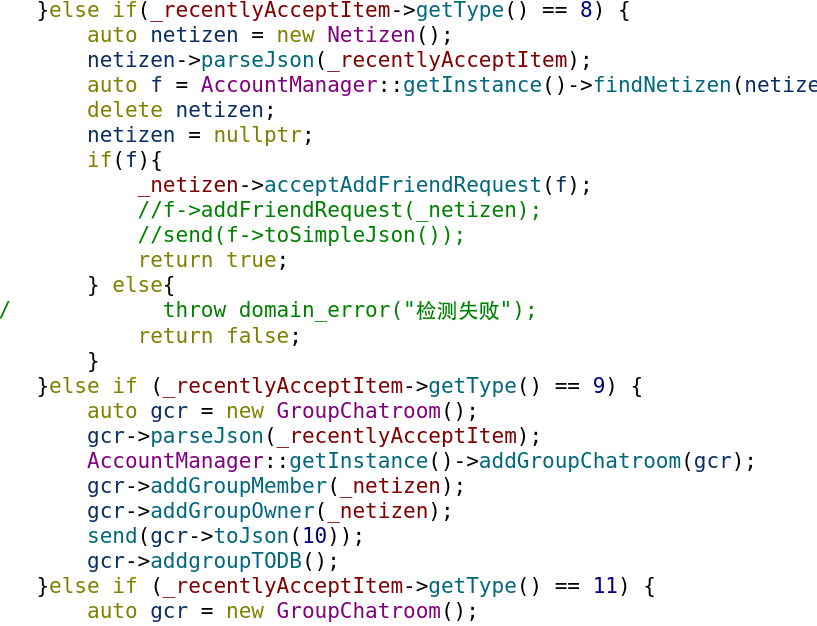 }else if(_recentlyAcceptItem->getType() == 8) {
auto netizen = new Netizen();
netizen->parseJson(_recentlyAcceptItem);
auto f = AccountManager::getInstance()->findNetizen(netize
delete netizen;
netizen = nullptr;
if(f){
_netizen->acceptAddFriendRequest(f);
//f->addFriendRequest(_netizen);
//send(f->toSimpleJson());
return true;
} else{
/ throw domain_error("检测失败");
return false;
}
}else if (_recentlyAcceptItem->getType() == 9) {
auto gcr = new GroupChatroom();
gcr->parseJson(_recentlyAcceptItem);
AccountManager::getInstance()->addGroupChatroom(gcr);
gcr->addGroupMember(_netizen);
gcr->addGroupOwner(_netizen);
send(gcr->toJson(10));
gcr->addgroupTODB();
}else if (_recentlyAcceptItem->getType() == 11) {
auto gcr = new GroupChatroom();